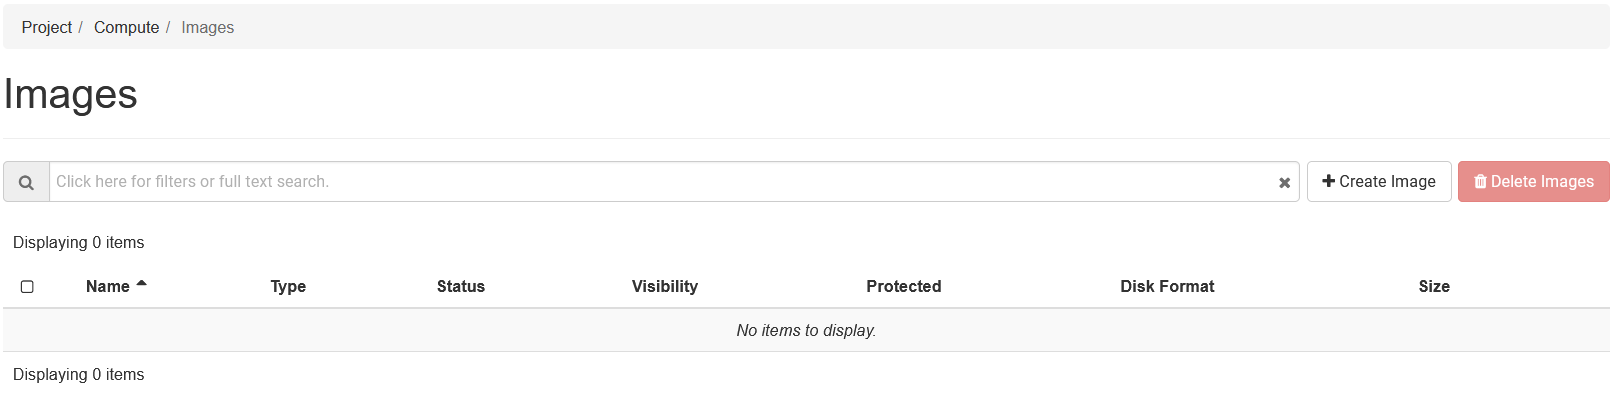 Project / Compute / Images
Images
Click here for filters or full text search.
Create Image
Delete Images
Displaying 0 items
Name Type Status Visibility Protected Disk Format Size
No items to display.
Displaying 0 items